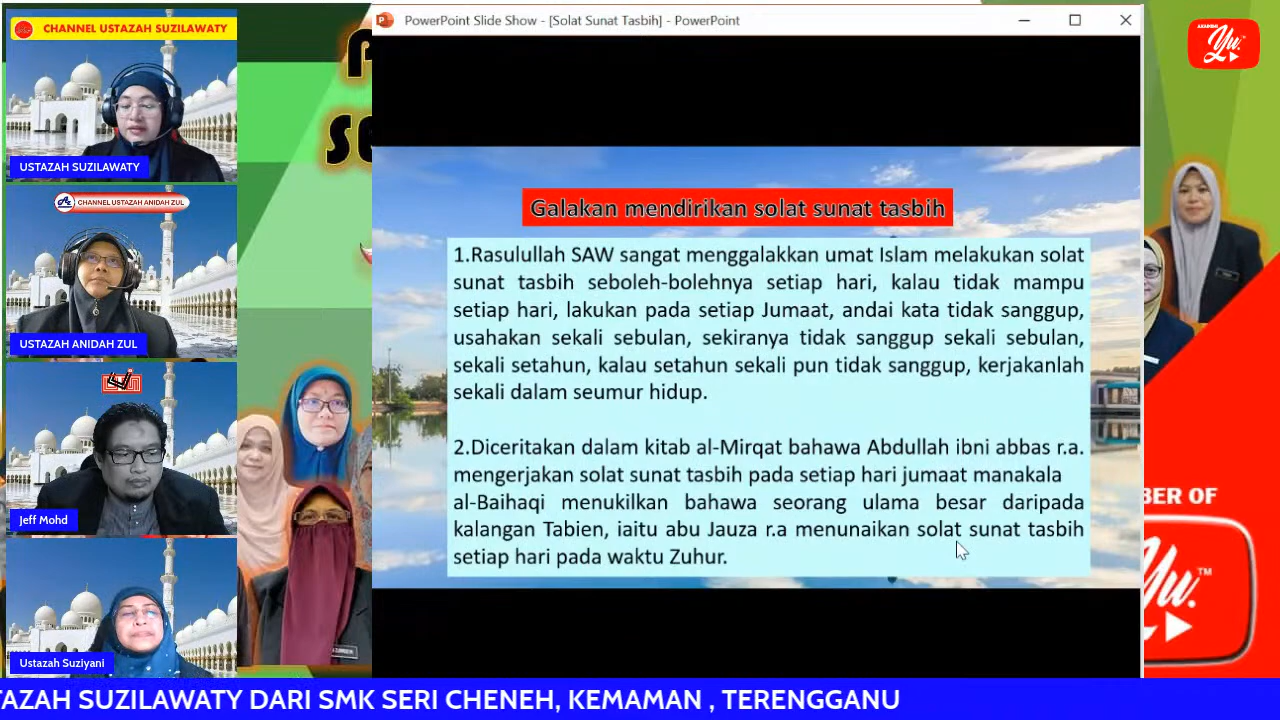 CHANNEL USTAZAH SUZILAWATY
USTAZAH SUZILAWATY
CHANNEL USTAZAH ANIDAH ZUL
USTAZAH ANIDAH ZUL
Jeff Mohd
Ustazah Suziyani
PowerPoint Slide Show - [Solat Sunat Tasbih] - PowerPoint
Galakan mendirikan solat sunat tasbih
1.Rasulullah SAW sangat menggalakkan umat Islam melakukan solat
sunat tasbih seboleh-bolehnya setiap hari, kalau tidak mampu
setiap hari, lakukan pada setiap Jumaat, andai kata tidak sanggup,
usahakan sekali sebulan, sekiranya tidak sanggup sekali sebulan,
sekali setahun, kalau setahun sekali pun tidak sanggup, kerjakanlah
sekali dalam seumur hidup.
2.Diceritakan dalam kitab al-Mirqat bahawa Abdullah ibni abbas r.a.
mengerjakan solat sunat tasbih pada setiap hari jumaat manakala
al-Baihaqi menukilkan bahawa seorang ulama besar daripada
kalangan Tabien, iaitu abu Jauza r.a menunaikan solat sunat tasbih
setiap hari pada waktu Zuhur.
Yu.
BER OF
Yu.
TM
TAZAH SUZILAWATY DARI SMK SERI CHENEH, KEMAMAN , TERENGGANU